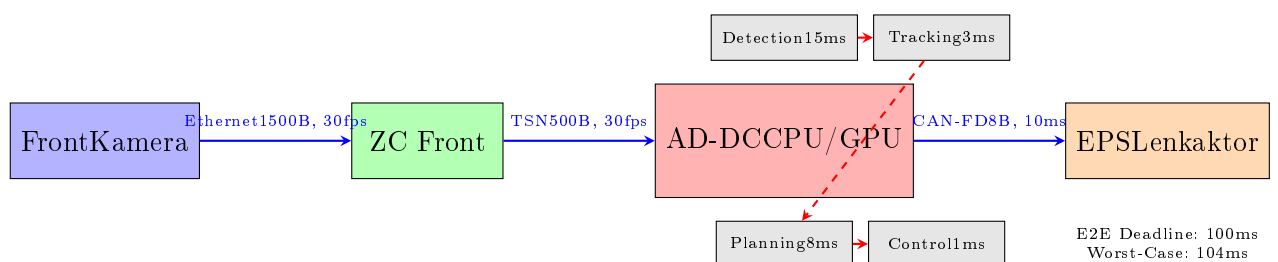 Detection15ms
Tracking3ms
FrontKamera
Ethernet1500B, 30fps
ZC Front
TSN500B, 30fps
AD-DCCPU/GPU
CAN-FD8B, 10ms
EPSLenkaktor
Planning8ms
Control1ms
E2E Deadline: 100ms
Worst-Case: 104ms